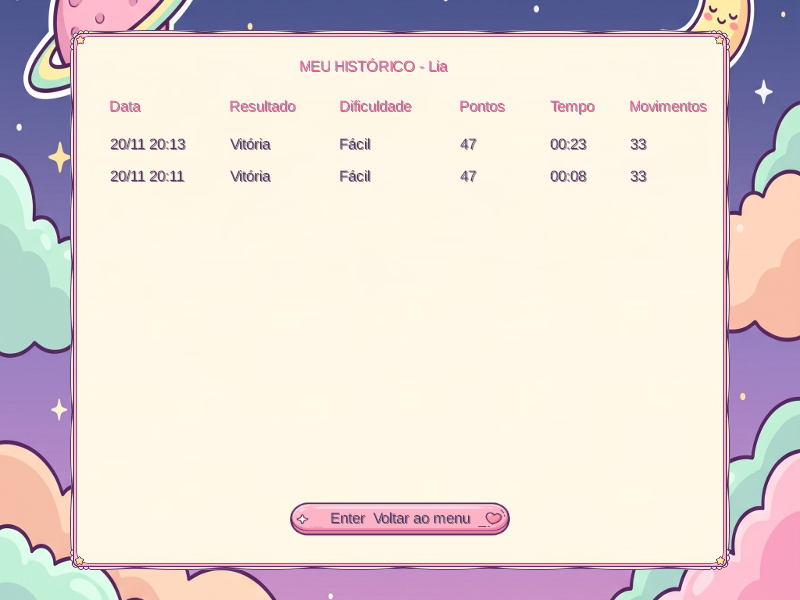 MEU HISTÓRICO - Lia
Data Resultado Dificuldade Pontos Tempo Movimentos
20/11 20:13 Vitória Fácil 47 00:23 33
20/11 20:11 Vitória Fácil 47 00:08 33
Enter Voltar ao menu